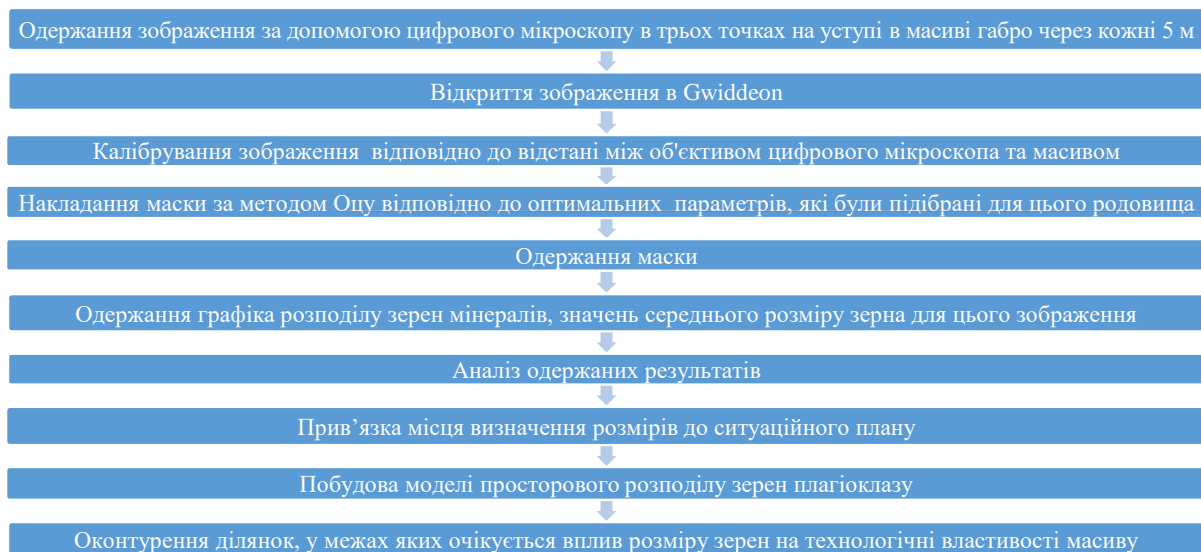 Одержання зображення за допомогою цифрового мікроскопу в трьох точках на уступі в масиві габро через кожні 5 м
Відкриття зображення в Gwiddeon
Калібрування зображення відповідно до відстані між об'єктивом цифрового мікроскопа та масивом
Накладання маски за методом Оцу відповідно до оптимальних параметрів, які були підібрані для цього родовища
Одержання маски
Одержання графіка розподілу зерен мінералів, значень середнього розміру зерна для цього зображення
Аналіз одержаних результатів
Прив’язка місця визначення розмірів до ситуаційного плану
Побудова моделі просторового розподілу зерен плагіоклазу
Оконтурення ділянок, у межах яких очікується вплив розміру зерен на технологічні властивості масиву